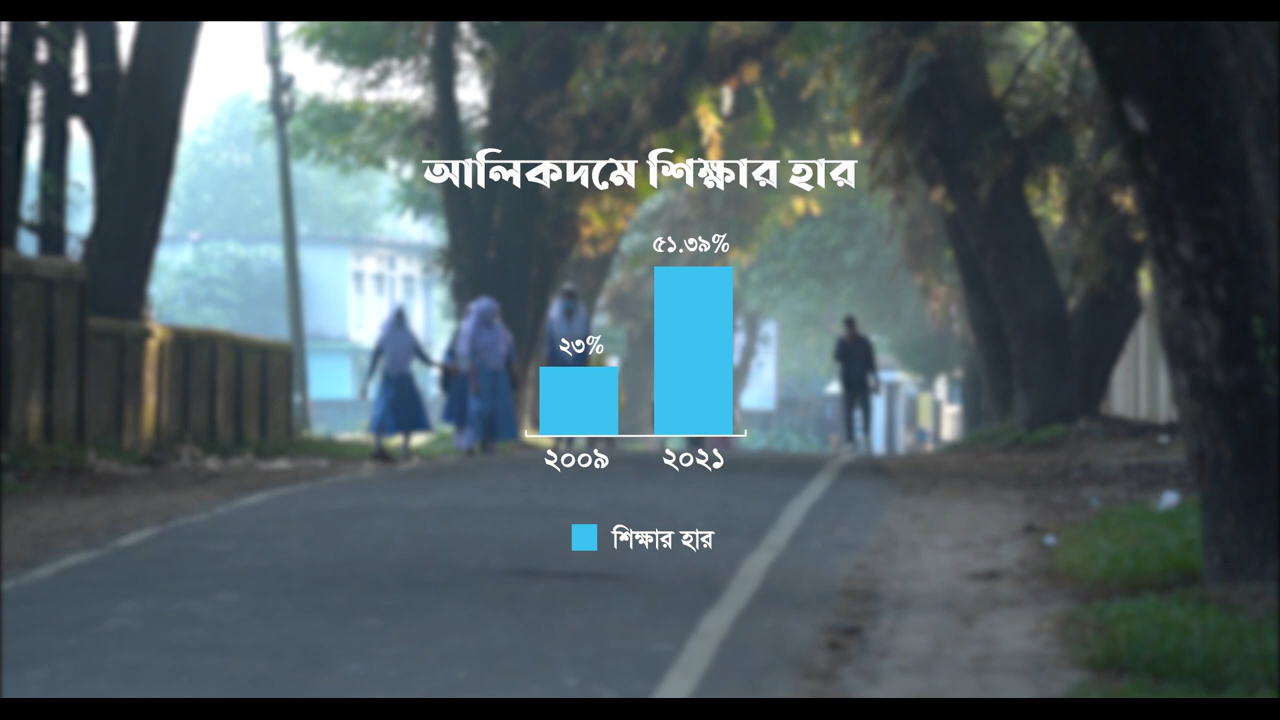 আলিকদমে শিক্ষার হার
৫১.৩৯%
২৩%
২০০৯ ২০২১
শিক্ষার হার